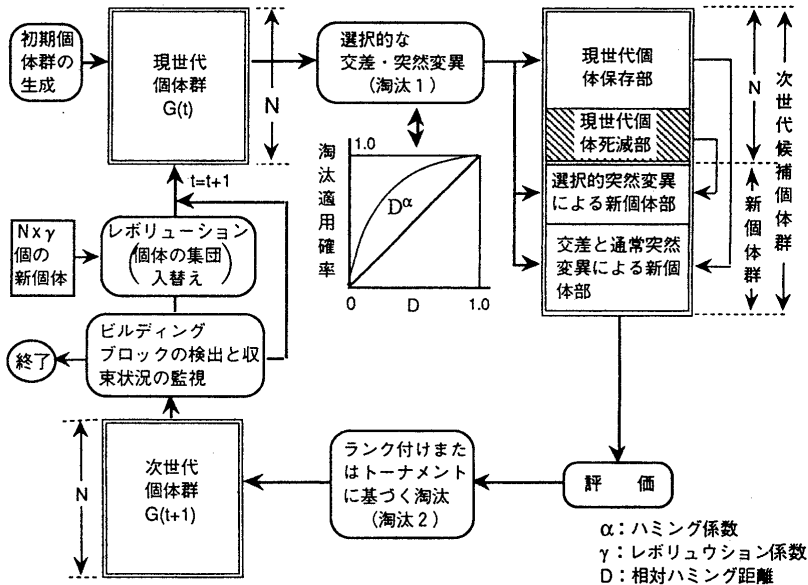 初期個
体群の
生成
現世代
個体群
G(t)
N
選択的な
交差・突然変異
(淘汰1)
現世代個
体保存部
現世代個
体死滅部
選択的突然変異
による新個体部
交差と通常突然
変異による新個
体部
N
新個体群
次世代候補個体群
淘汰適用確率
1.0
D^α
0
D
1.0
t=t+1
N x γ
個の
新個体
レボリューション
(個体の集団
入替え)
ビルディング
ブロックの検出と収
束状況の監視
終了
N
次世代
個体群
G(t+1)
ランク付けまた
はトーナメント
に基づく淘汰
(淘汰2)
評 価
α:ハミング係数
γ:レボリュウション係数
D:相対ハミング距離